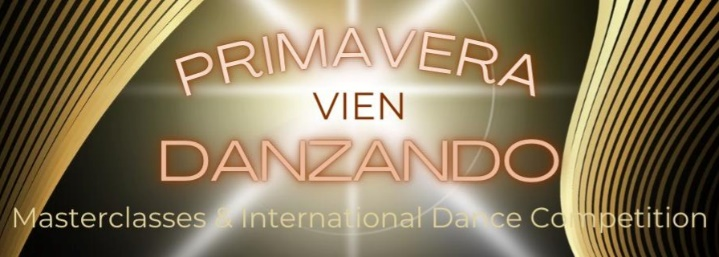 PRIMAVERA
VIEN
DANZANDO
Masterclasses & International Dance Competition